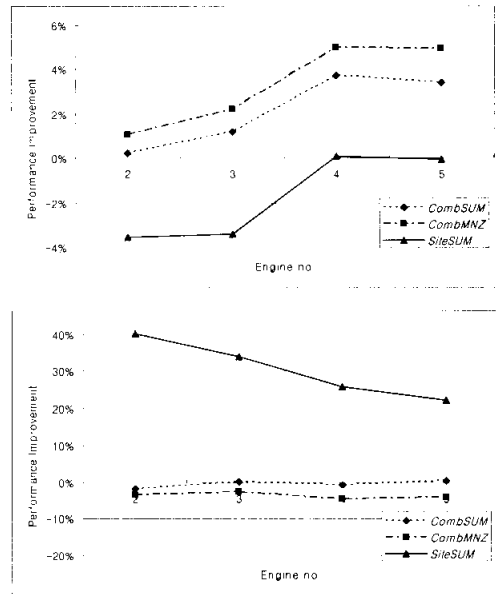 6%
4%
2%
0%
-2%
-4%
Performance Improvement
2 3 4 5
CombSUM
CombMNZ
SiteSUM
Engine no
40%
30%
20%
10%
0%
-10%
-20%
Performance Improvement
2 3
CombSUM
CombMNZ
SiteSUM
Engine no